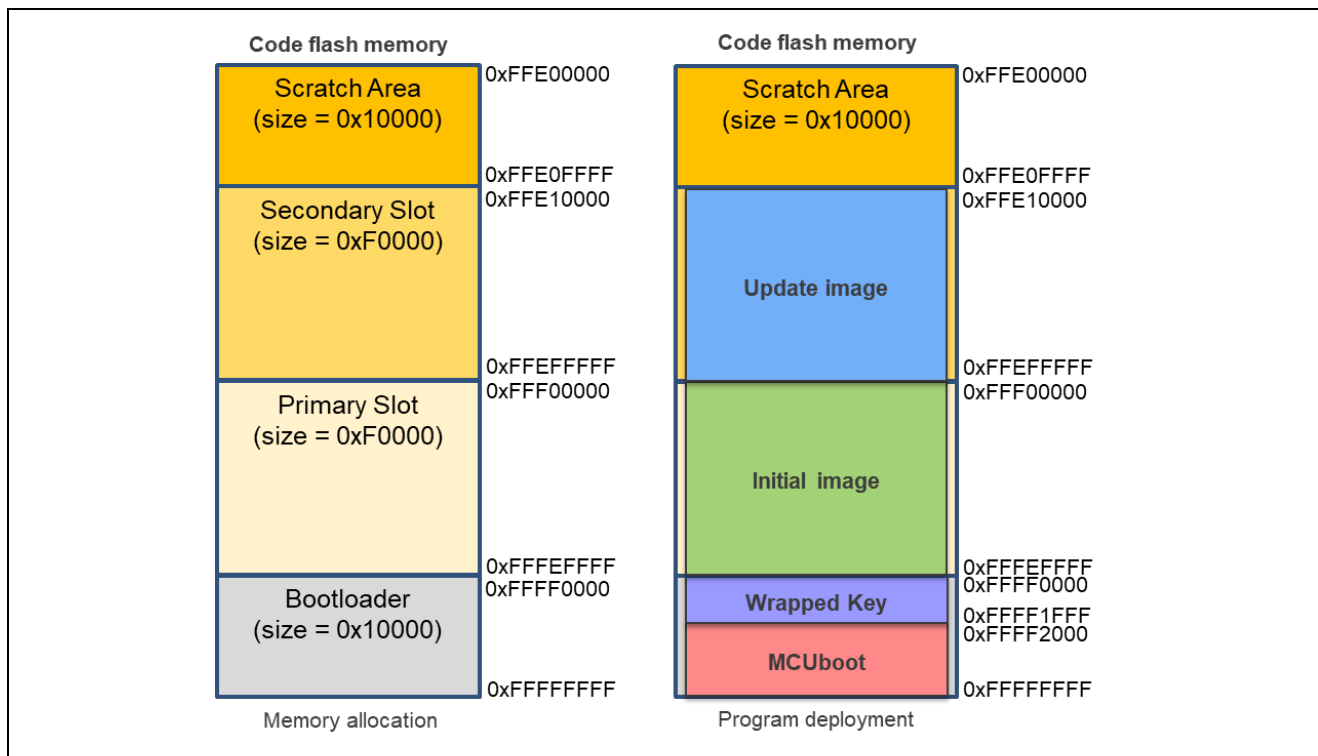 Code flash memory
Scratch Area
(size = 0x10000)
0xFFE00000
0xFFE0FFFF
Secondary Slot
(size = 0xF0000)
0xFFE10000
0xFFEFFFFF
Primary Slot
(size = 0xF0000)
0xFFF00000
0xFFFEFFFF
Bootloader
(size = 0x10000)
0xFFFF0000
0xFFFFFFFF
Memory allocation
Code flash memory
Scratch Area
(size = 0x10000)
0xFFE00000
0xFFE0FFFF
0xFFE10000
Update image
0xFFEFFFFF
0xFFF00000
Initial image
0xFFFEFFFF
0xFFFF0000
Wrapped Key
0xFFFF1FFF
0xFFFF2000
MCUboot
0xFFFFFFFF
Program deployment